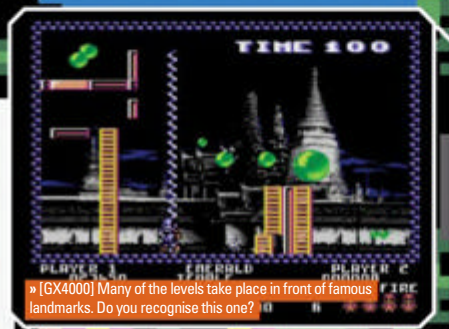 TIME 100
PLAYER 1 EMERALD PLAYER 2
TEMPLE
FIRE
» [GX4000] Many of the levels take place in front of famous
landmarks. Do you recognise this one?
6